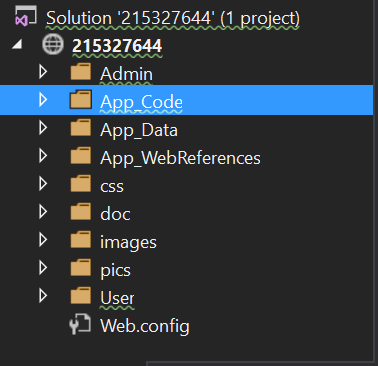 Solution '215327644' (1 project)
215327644
Admin
App_Code
App_Data
App_WebReferences
css
doc
images
pics
User
Web.config